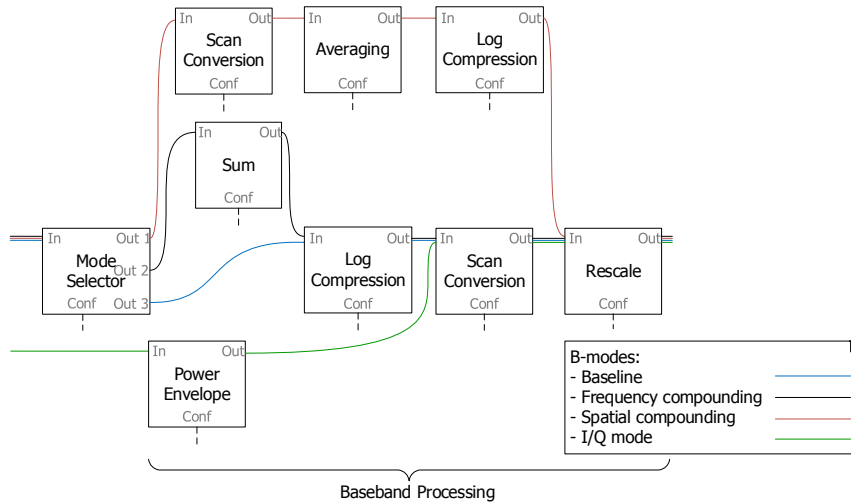 In Out
Scan
Conversion
Conf
In Out
Averaging
Conf
In Out
Log
Compression
Conf
In Out
Sum
Conf
In Out 1
Mode
Selector
Out 2
Conf Out 3
In Out
Log
Compression
Conf
In Out
Scan
Conversion
Conf
In Out
Rescale
Conf
In Out
Power
Envelope
Conf
B-modes:
- Baseline
- Frequency compounding
- Spatial compounding
- I/Q mode
Baseband Processing